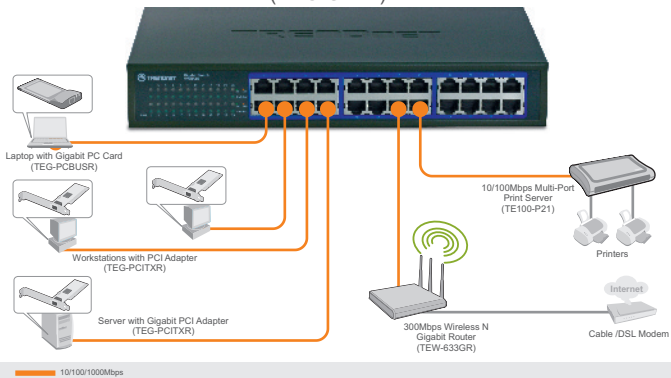 TRENDNET
TRENDNET
Laptop with Gigabit PC Card
(TEG-PCBUSR)
10/100Mbps Multi-Port
Print Server
(TE100-P21)
Printers
Workstations with PCI Adapter
(TEG-PCITXR)
Internet
Server with Gigabit PCI Adapter
(TEG-PCITXR)
300Mbps Wireless N
Gigabit Router
(TEW-633GR)
Cable /DSL Modem
10/100/1000Mbps